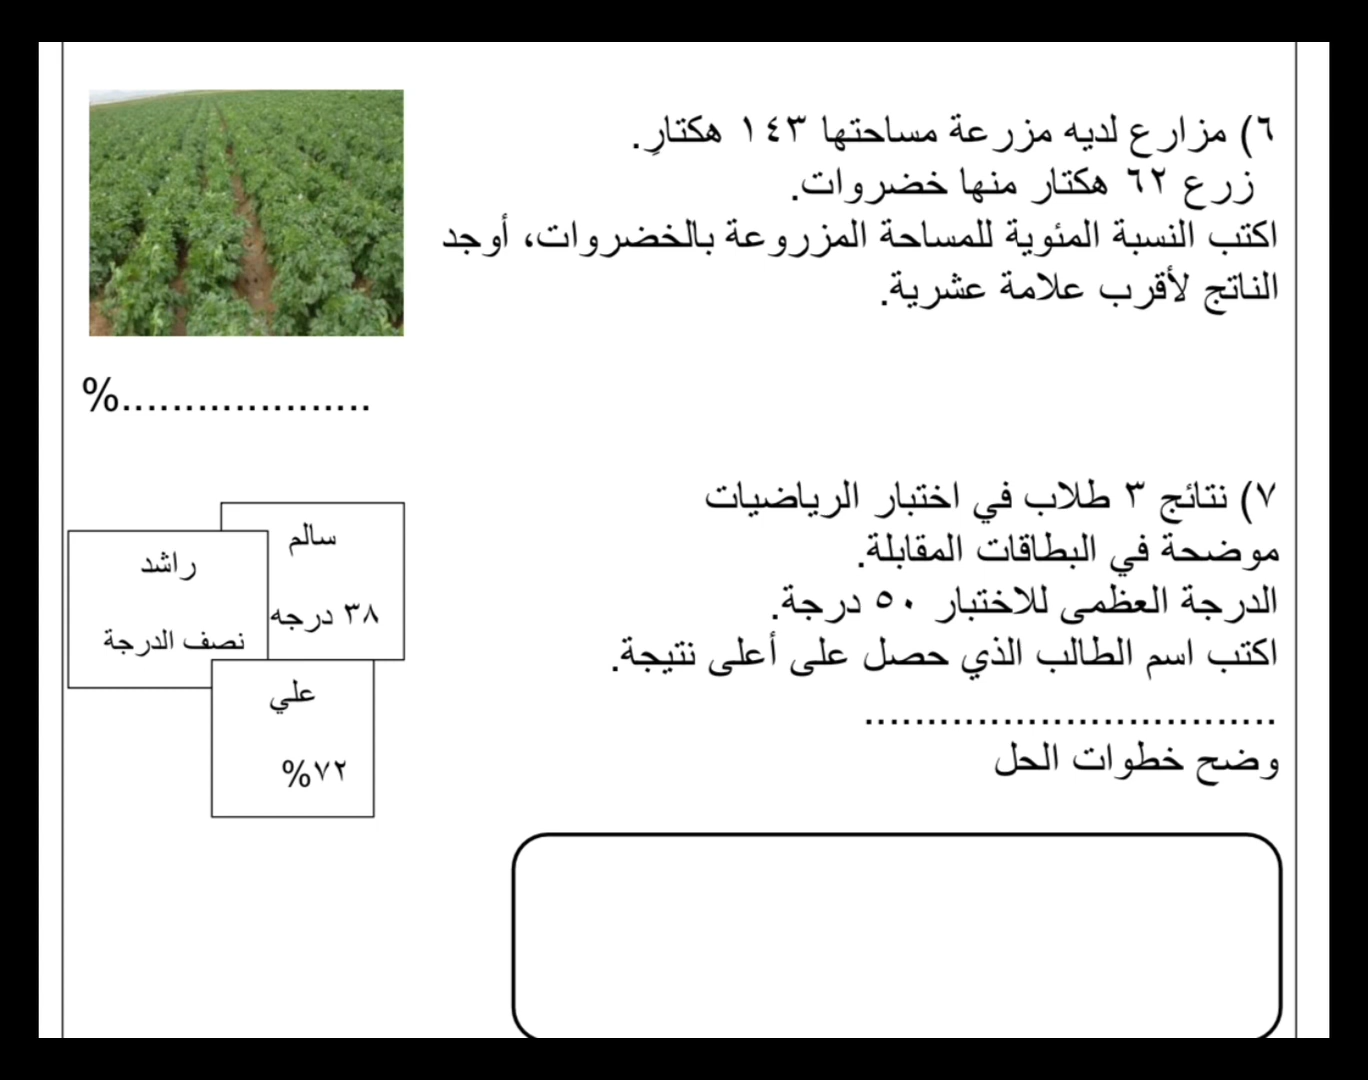 ٦) مزارع لديه مزرعة مساحتها ١٤٣ هكتارِ.
زرع ٦٢ هكتار منها خضروات.
اكتب النسبة المئوية للمساحة المزروعة بالخضروات، أوجد
الناتج لأقرب علامة عشرية.
....................%
٧) نتائج ٣ طلاب في اختبار الرياضيات
موضحة في البطاقات المقابلة.
الدرجة العظمى للاختبار ٥٠ درجة.
اكتب اسم الطالب الذي حصل على أعلى نتيجة.
.................................
وضح خطوات الحل
سالم
٣٨ درجه
راشد
نصف الدرجة
علي
٧٢%